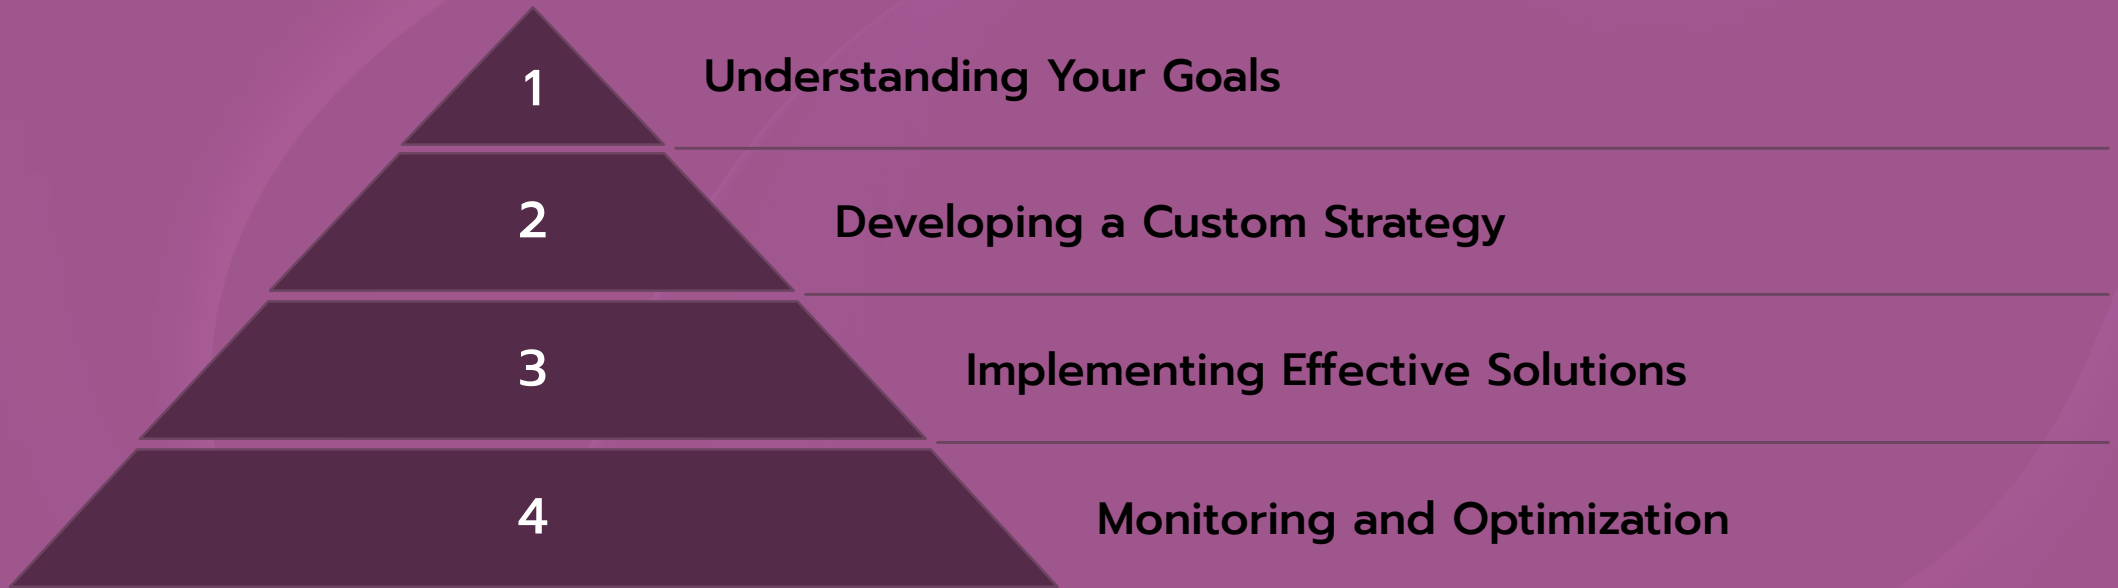 1
Understanding Your Goals
2
Developing a Custom Strategy
3
Implementing Effective Solutions
4
Monitoring and Optimization